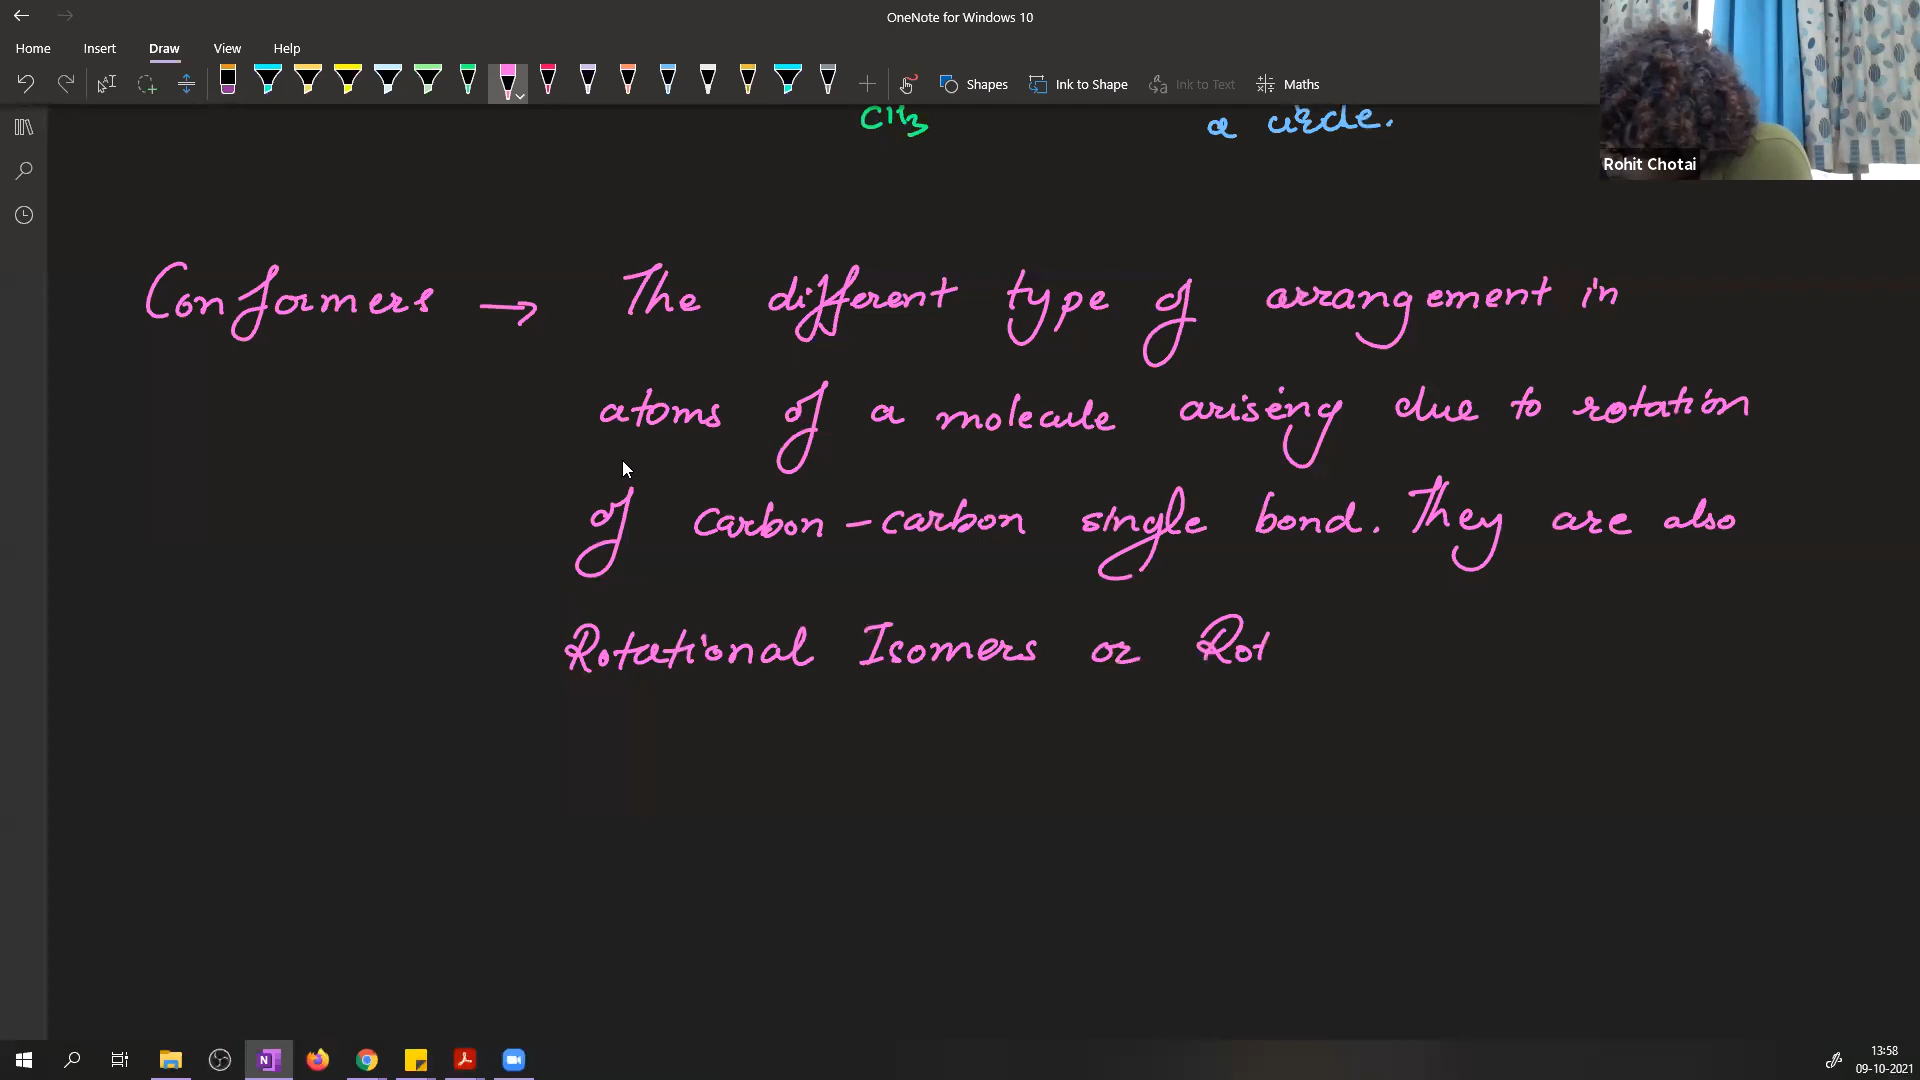 OneNote for Windows 10
Home Insert Draw View Help
Shapes Ink to Shape Ink to Text Maths
CH3 a circle.
Rohit Chotai
Conformers → The different type of arrangement in
atoms of a molecule arising due to rotation
of carbon-carbon single bond. They are also
Rotational Isomers or Rot
13:58
09-10-2021